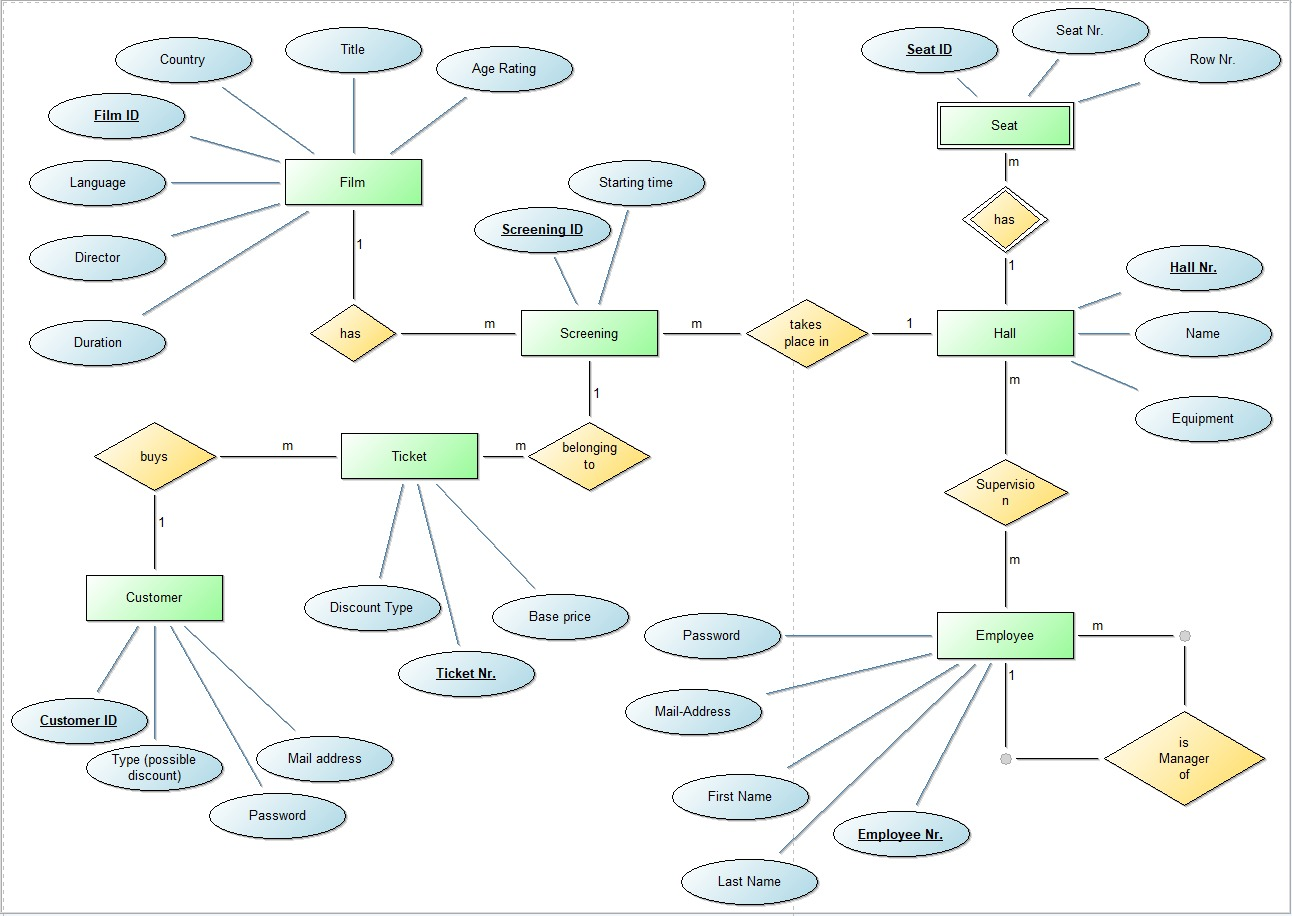 Country
Title
Age Rating
Film ID
Language
Film
Director
Duration
1
has
m
Screening ID
Starting time
Screening
m
takes
place in
1
Seat ID
Seat Nr.
Row Nr.
Seat
m
has
1
Hall Nr.
Hall
Name
Equipment
m
Supervisio
n
m
1
belonging
to
m
Ticket
m
buys
1
Customer
Discount Type
Base price
Ticket Nr.
Customer ID
Type (possible
discount)
Mail address
Password
Password
Employee
m
1
Mail-Address
is
Manager
of
First Name
Employee Nr.
Last Name